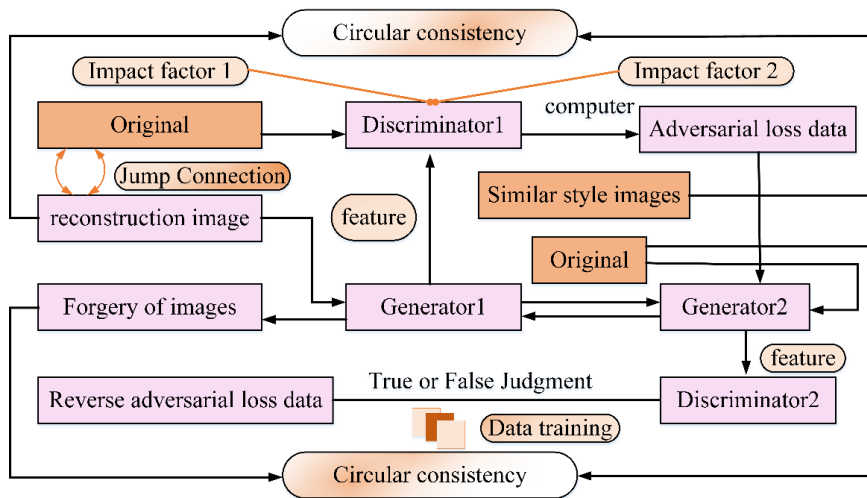 Circular consistency
Impact factor 1
Impact factor 2
Original
Discriminator1
computer
Adversarial loss data
Jump Connection
Similar style images
reconstruction image
feature
Original
Forgery of images
Generator1
Generator2
feature
True or False Judgment
Reverse adversarial loss data
Discriminator2
Data training
Circular consistency